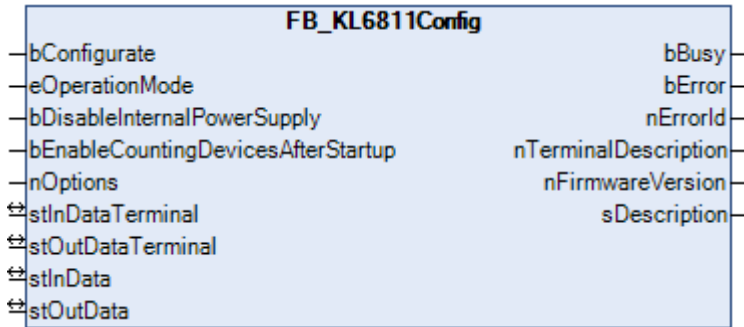 FB_KL6811Config
bConfigurate bBusy
eOperationMode bError
bDisableInternalPowerSupply nErrorId
bEnableCountingDevicesAfterStartup nTerminalDescription
nOptions nFirmwareVersion
stInDataTerminal sDescription
stOutDataTerminal
stInData
stOutData